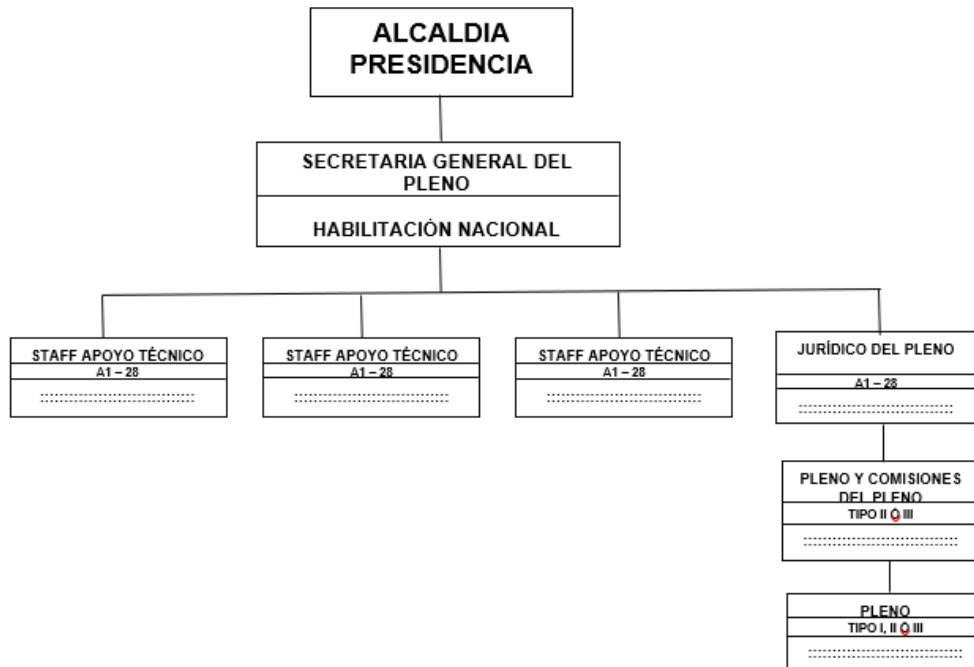 ALCALDIA
PRESIDENCIA
SECRETARIA GENERAL DEL
PLENO
HABILITACIÓN NACIONAL
STAFF APOYO TÉCNICO
A1 – 28
::::::::::::::::::::::::::::::::
STAFF APOYO TÉCNICO
A1 – 28
::::::::::::::::::::::::::::::::
STAFF APOYO TÉCNICO
A1 – 28
::::::::::::::::::::::::::::::::
JURÍDICO DEL PLENO
A1 – 28
::::::::::::::::::::::::::::::::
PLENO Y COMISIONES
DEL PLENO
TIPO II Ó III
::::::::::::::::::::::::::::::::
PLENO
TIPO I, II Ó III
::::::::::::::::::::::::::::::::